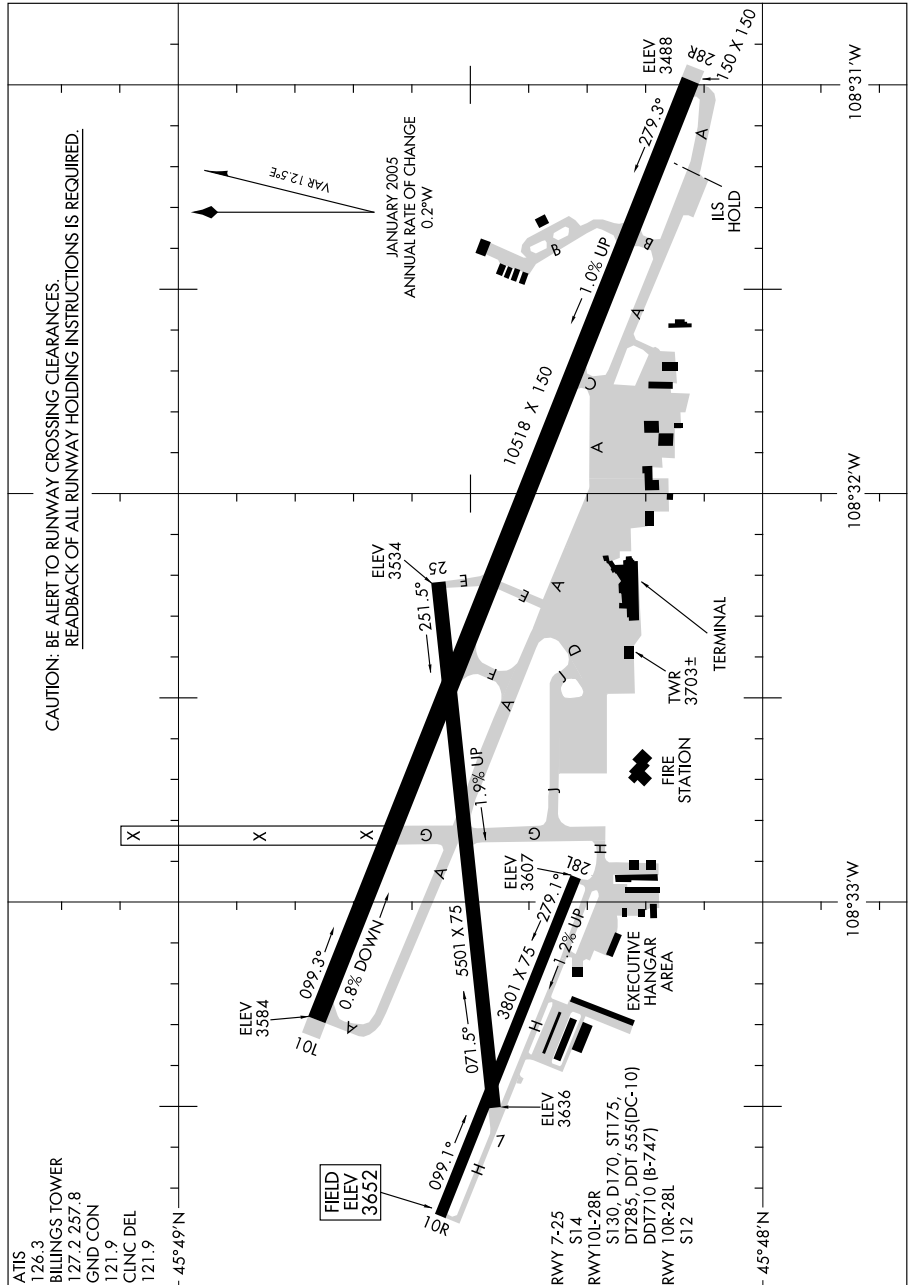 ATIS
126.3
BILLINGS TOWER
127.2 257.8
GND CON
121.9
CLNC DEL
121.9
CAUTION: BE ALERT TO RUNWAY CROSSING CLEARANCES.
READBACK OF ALL RUNWAY HOLDING INSTRUCTIONS IS REQUIRED.
45°49'N
VAR 12.5°E
JANUARY 2005
ANNUAL RATE OF CHANGE
0.2°W
X
X
X
ELEV
3584
10L
099.3°
0.8% DOWN
A
A
G
G
ELEV
3534
25
251.5°
E
E
F
A
A
10518 X 150
1.0% UP
B
B
279.3°
ELEV
3488
28R
150 X 150
A
ILS
HOLD
A
C
A
D
J
J
1.9% UP
5501 X 75
071.5°
ELEV
3636
FIELD
ELEV
3652
10R
099.1°
H
L
H
3801 X 75
279.1°
1.2% UP
ELEV
3607
28L
H
EXECUTIVE
HANGAR
AREA
FIRE
STATION
TWR
3703±
TERMINAL
RWY 7-25
S14
RWY10L-28R
S130, D170, ST175,
DT285, DDT 555(DC-10)
DDT710 (B-747)
RWY 10R-28L
S12
45°48'N
108°33'W
108°32'W
108°31'W